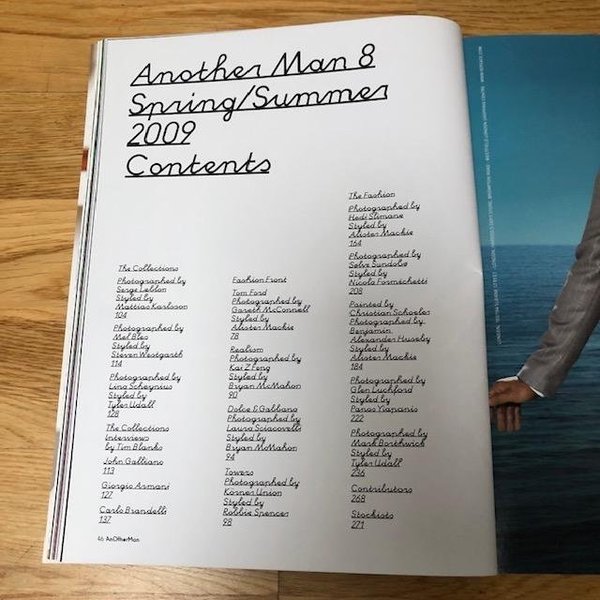 Another Man 8
Spring/Summer
2009
Contents
The Collections
Photographed by
Serge Leblon
Styled by
Mattias Karlsson
104
Photographed by
Mel Bles
Styled by
Steven Westgarth
114
Photographed by
Lina Scheynius
Styled by
Tyler Udall
128
The Collections
Interviews
by Tim Blanks
John Galliano
113
Giorgio Armani
127
Carlo Brandelli
137
Fashion Front
Tom Ford
Photographed by
Gareth McConnell
Styled by
Alister Mackie
78
Realism
Photographed by
Kai Z Feng
Styled by
Bryan McMahon
90
Dolce & Gabbana
Photographed by
Laura Sciacovelli
Styled by
Bryan McMahon
94
Towers
Photographed by
Körner Union
Styled by
Robbie Spencer
98
The Fashion
Photographed by
Hedi Slimane
Styled by
Alister Mackie
164
Photographed by
Sølve Sundsbø
Styled by
Nicola Formichetti
208
Painted by
Christian Schoeler
Photographed by
Benjamin
Alexander Huseby
Styled by
Alister Mackie
184
Photographed by
Glen Luchford
Styled by
Panos Yiapanis
222
Photographed by
Mark Borthwick
Styled by
Tyler Udall
236
Contributors
268
Stockists
271
46 AnOtherMan